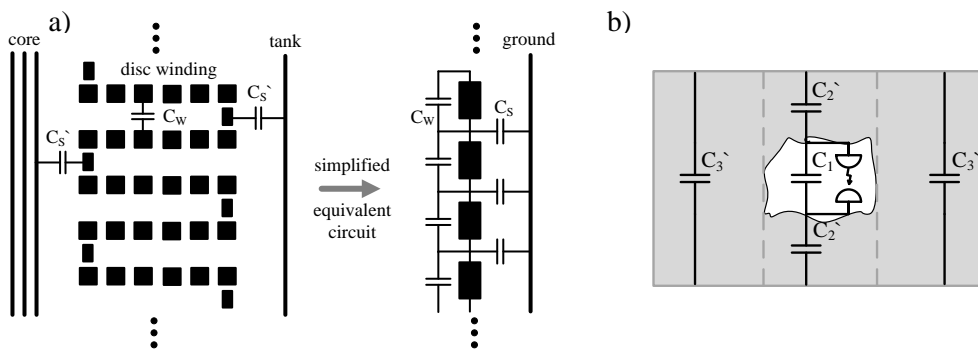 a)
core
disc winding
tank
C_S`
C_W
C_S`
simplified
equivalent
circuit
ground
C_W
C_S
b)
C_2`
C_3`
C_1
C_3`
C_2`